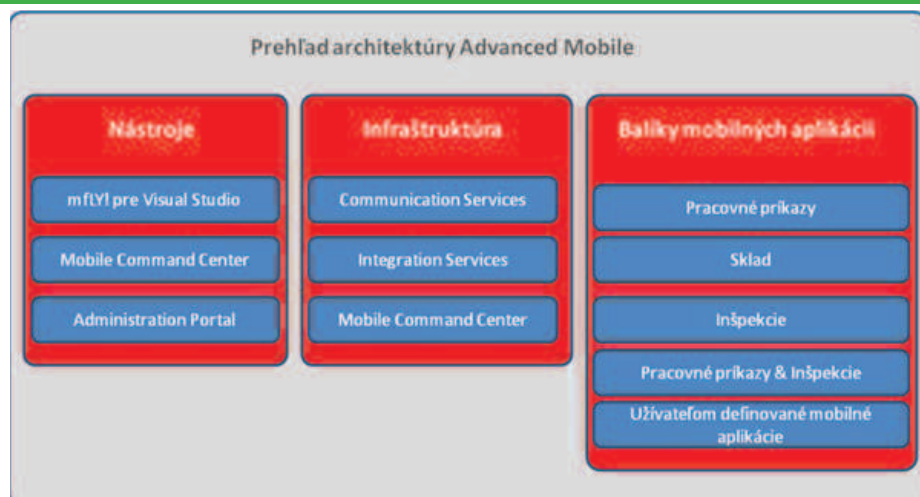 Prehľad architektúry Advanced Mobile
Nástroje
mfLYI pre Visual Studio
Mobile Command Center
Administration Portal
Infraštruktúra
Communication Services
Integration Services
Mobile Command Center
Balíky mobilných aplikácií
Pracovné príkazy
Sklad
Inšpekcie
Pracovné príkazy & Inšpekcie
Užívateľom definované mobilné
aplikácie